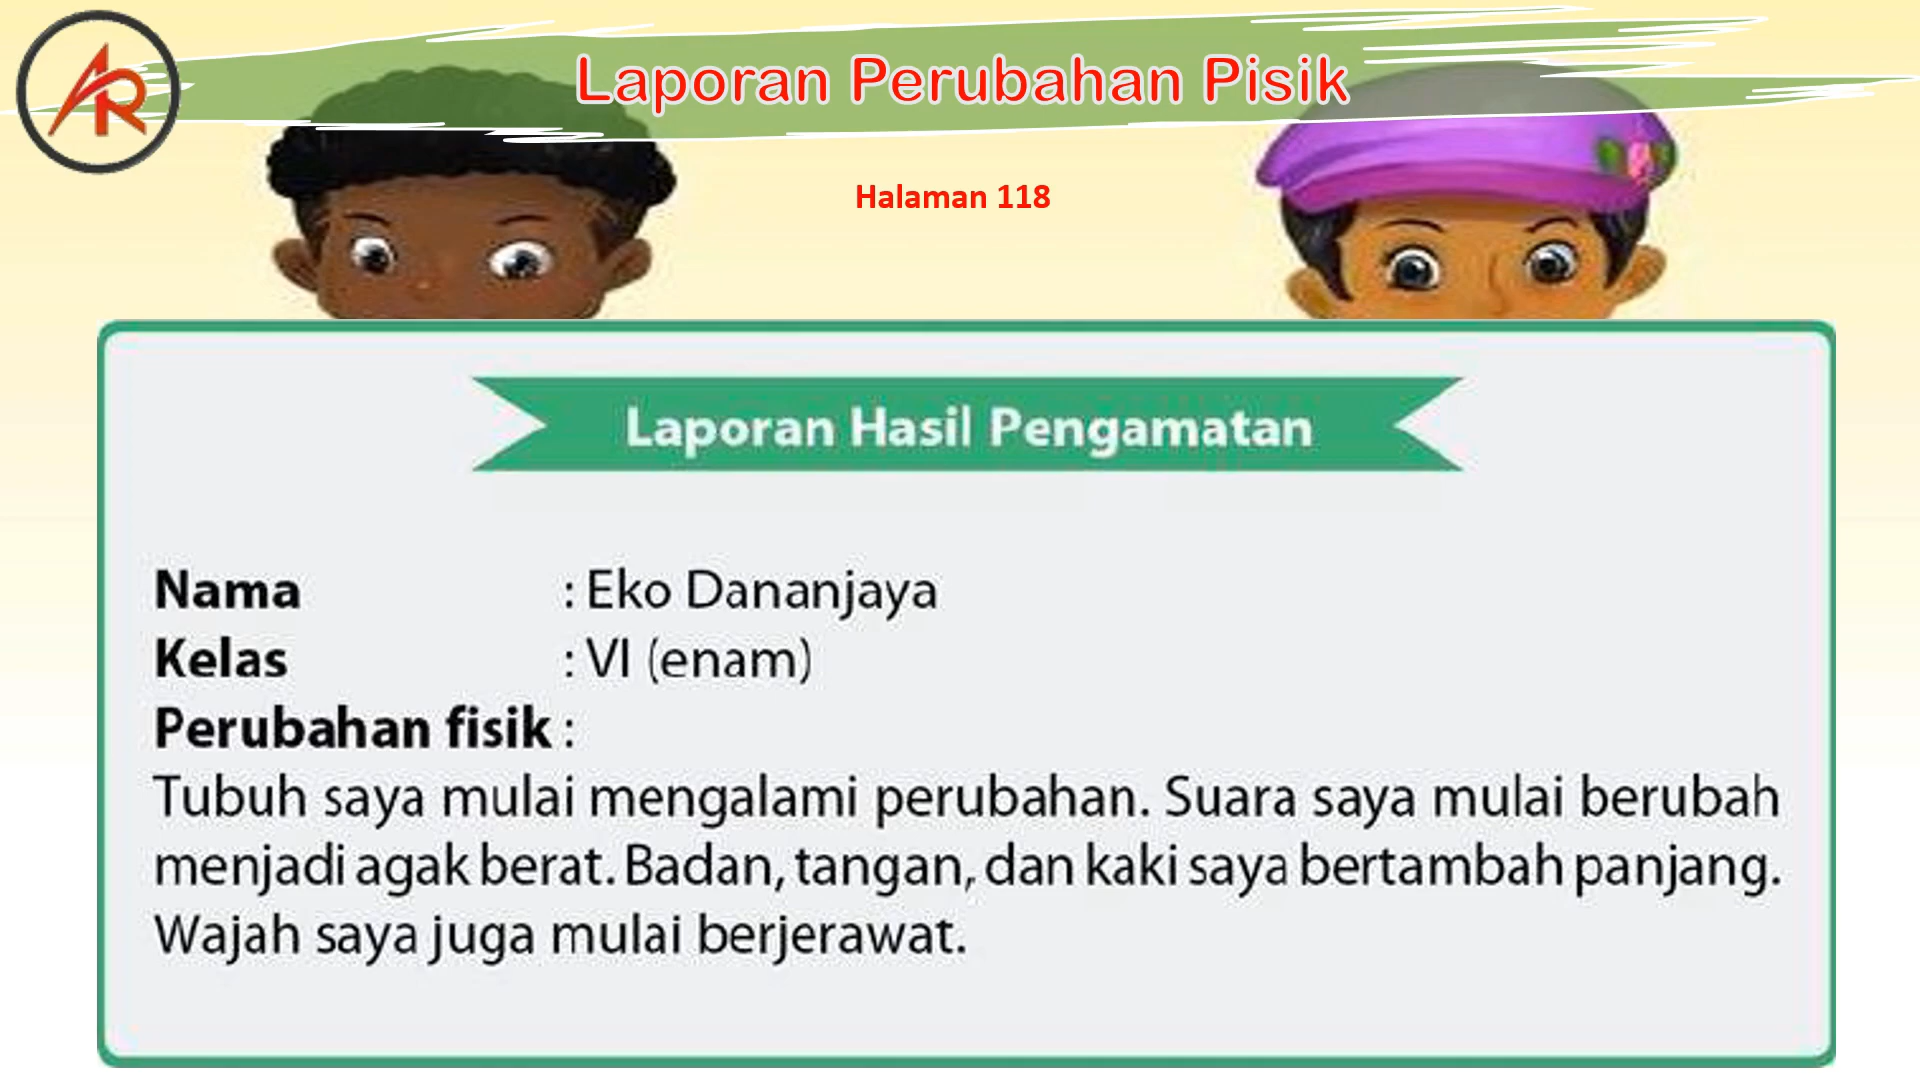 AR
Laporan Perubahan Pisik
Halaman 118
Laporan Hasil Pengamatan
Nama : Eko Dananjaya
Kelas : VI (enam)
Perubahan fisik :
Tubuh saya mulai mengalami perubahan. Suara saya mulai berubah
menjadi agak berat. Badan, tangan, dan kaki saya bertambah panjang.
Wajah saya juga mulai berjerawat.